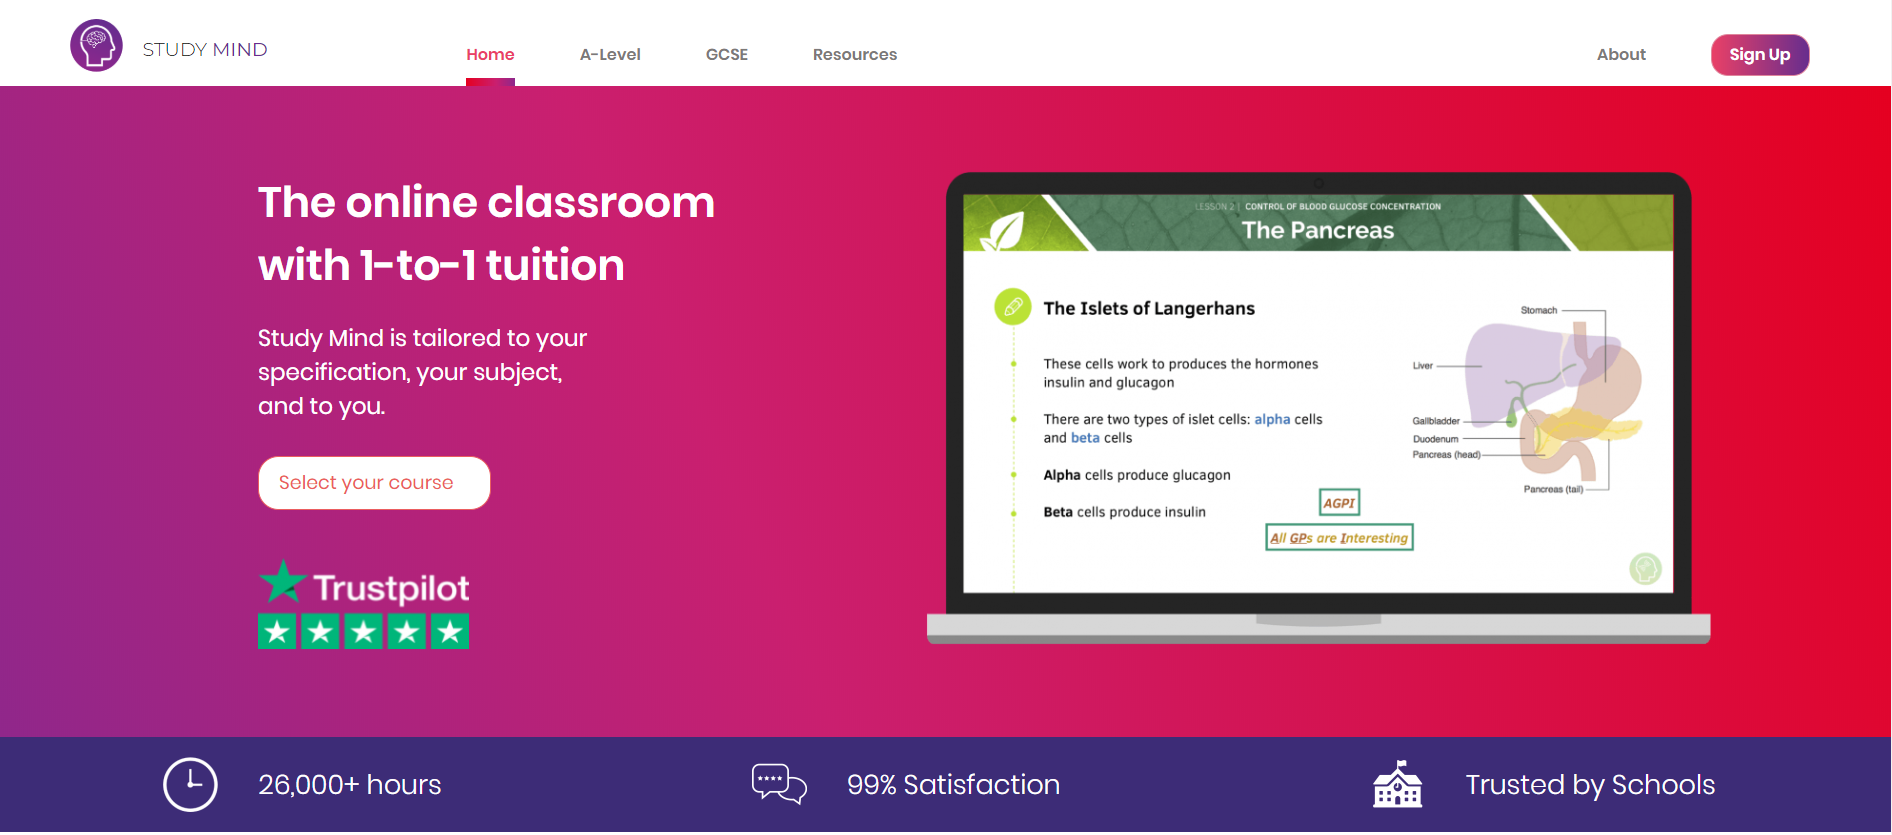 STUDY MIND
Home
A-Level
GCSE
Resources
About
Sign Up
The online classroom
with 1-to-1 tuition
Study Mind is tailored to your
specification, your subject,
and to you.
Select your course
Trustpilot
LESSON 2 | CONTROL OF BLOOD GLUCOSE CONCENTRATION
The Pancreas
The Islets of Langerhans
These cells work to produces the hormones
insulin and glucagon
There are two types of islet cells: alpha cells
and beta cells
Alpha cells produce glucagon
Beta cells produce insulin
AGPI
All GPs are Interesting
Stomach
Liver
Gallbladder
Duodenum
Pancreas (head)
Pancreas (tail)
26,000+ hours
99% Satisfaction
Trusted by Schools